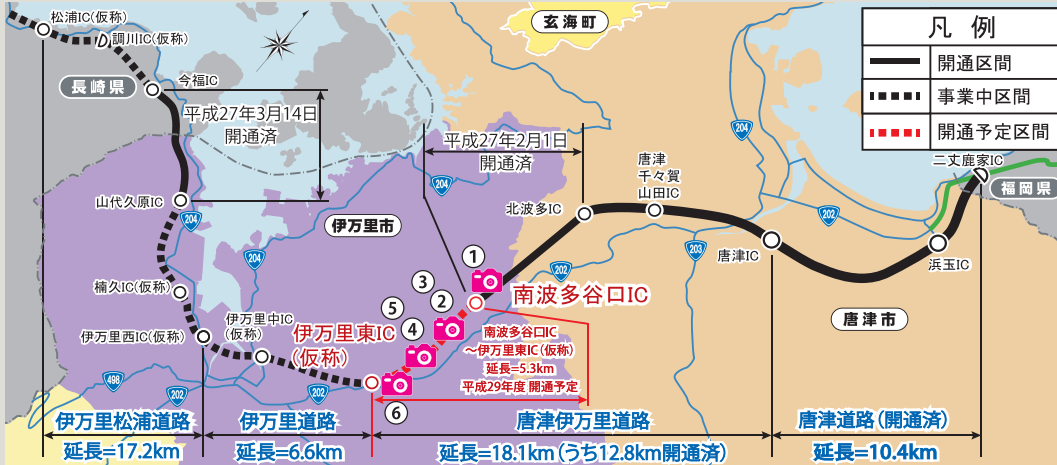 松浦IC(仮称)
調川IC(仮称)
長崎県
今福IC
平成27年3月14日
開通済
玄海町
凡 例
開通区間
事業中区間
開通予定区間
平成27年2月1日
開通済
204
204
唐津
千々賀
山田IC
二丈鹿家IC
福岡県
山代久原IC
204
伊万里市
北波多IC
202
203
唐津IC
浜玉IC
204
202
楠久IC(仮称)
①
南波多谷口IC
③
②
⑤
④
伊万里中IC
(仮称)
伊万里西IC(仮称)
伊万里東IC
(仮称)
南波多谷口IC
～伊万里東IC(仮称)
延長=5.3km
平成29年度 開通予定
唐津市
498
202
202
⑥
伊万里松浦道路
延長=17.2km
伊万里道路
延長=6.6km
唐津伊万里道路
延長=18.1km(うち12.8km開通済)
唐津道路(開通済)
延長=10.4km